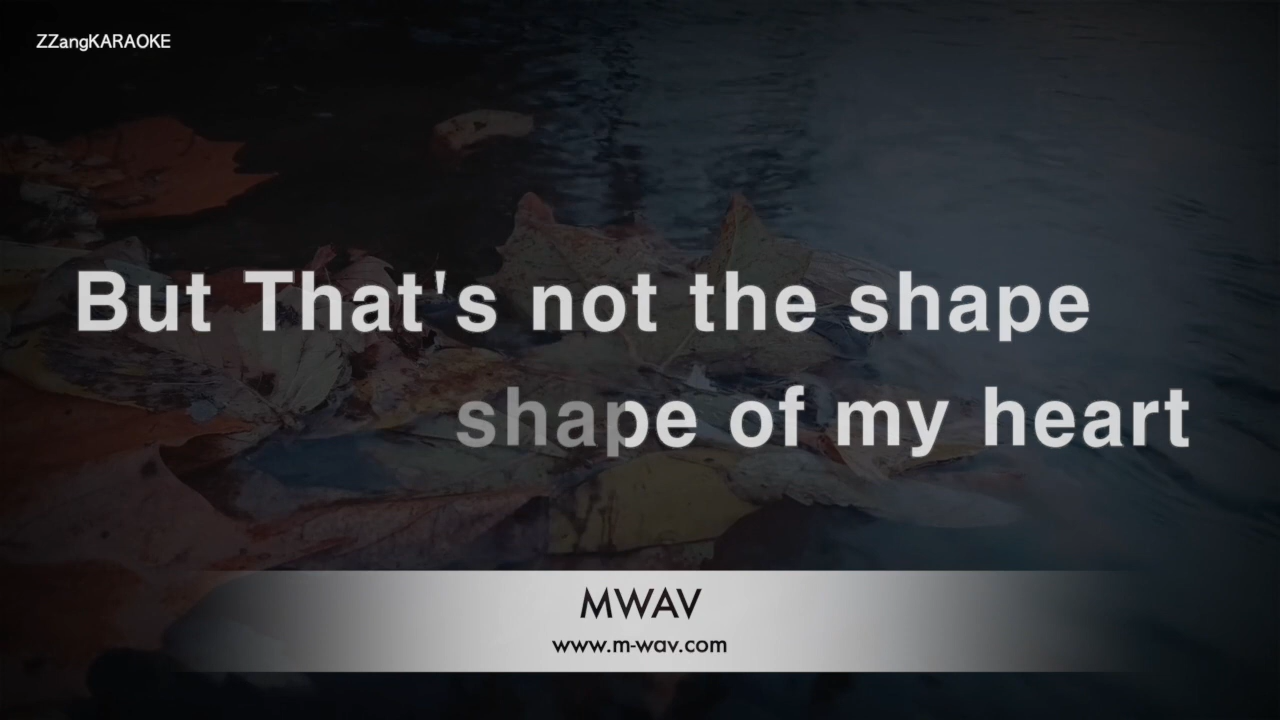 ZZangKARAOKE
But That's not the shape
shape of my heart
MWAV
www.m-wav.com